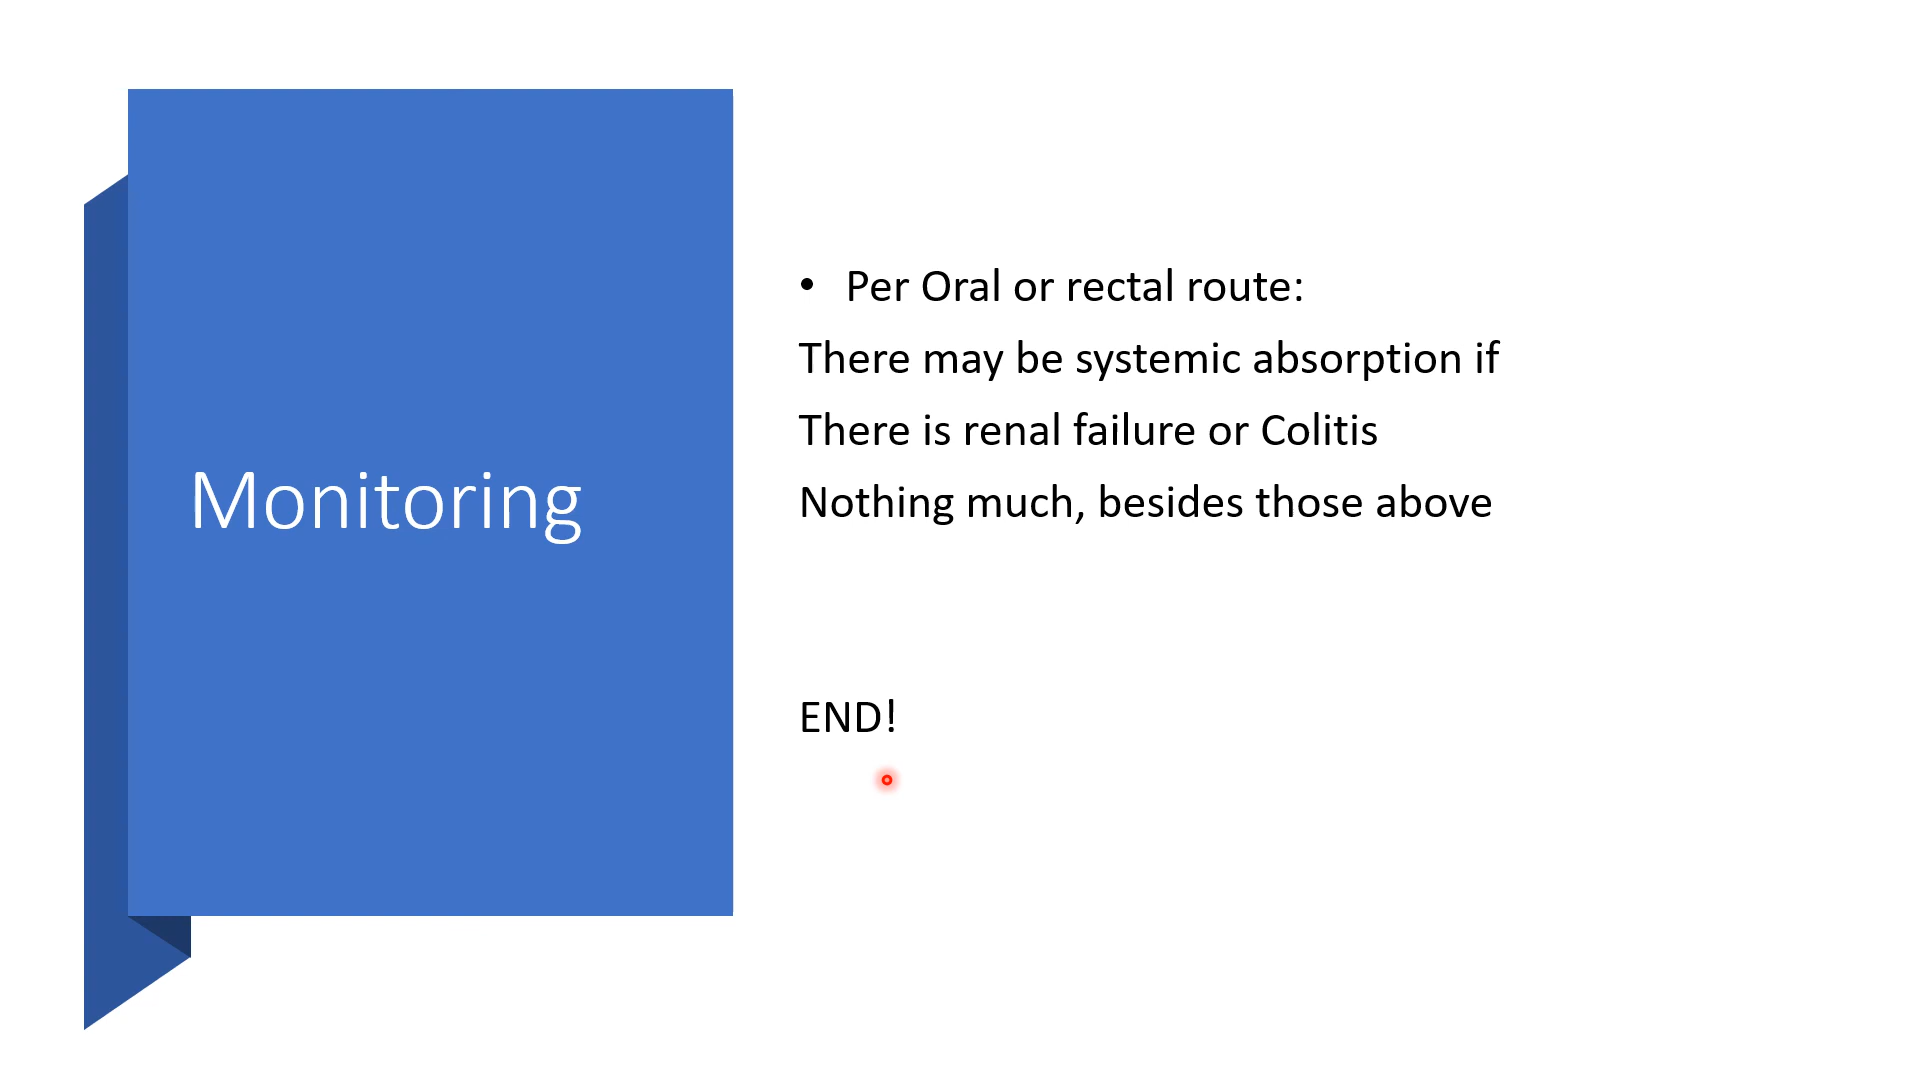 Monitoring
• Per Oral or rectal route:
There may be systemic absorption if
There is renal failure or Colitis
Nothing much, besides those above
END!